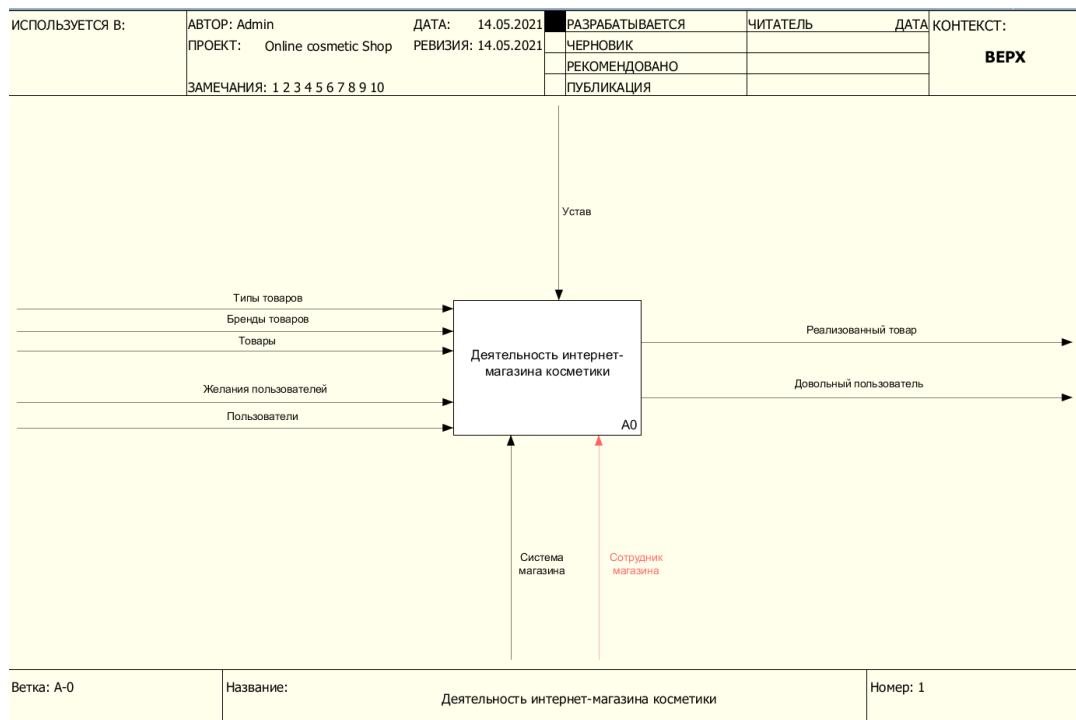 ИСПОЛЬЗУЕТСЯ В:
АВТОР: Admin
ДАТА: 14.05.2021
РАЗРАБАТЫВАЕТСЯ
ЧИТАТЕЛЬ
ДАТА
КОНТЕКСТ:
ПРОЕКТ: Online cosmetic Shop
РЕВИЗИЯ: 14.05.2021
ЧЕРНОВИК
ВЕРХ
РЕКОМЕНДОВАНО
ЗАМЕЧАНИЯ: 1 2 3 4 5 6 7 8 9 10
ПУБЛИКАЦИЯ
Устав
Типы товаров
Бренды товаров
Товары
Желания пользователей
Пользователи
Деятельность интернет-
магазина косметики
A0
Реализованный товар
Довольный пользователь
Система
магазина
Сотрудник
магазина
Ветка: A-0
Название:
Деятельность интернет-магазина косметики
Номер: 1